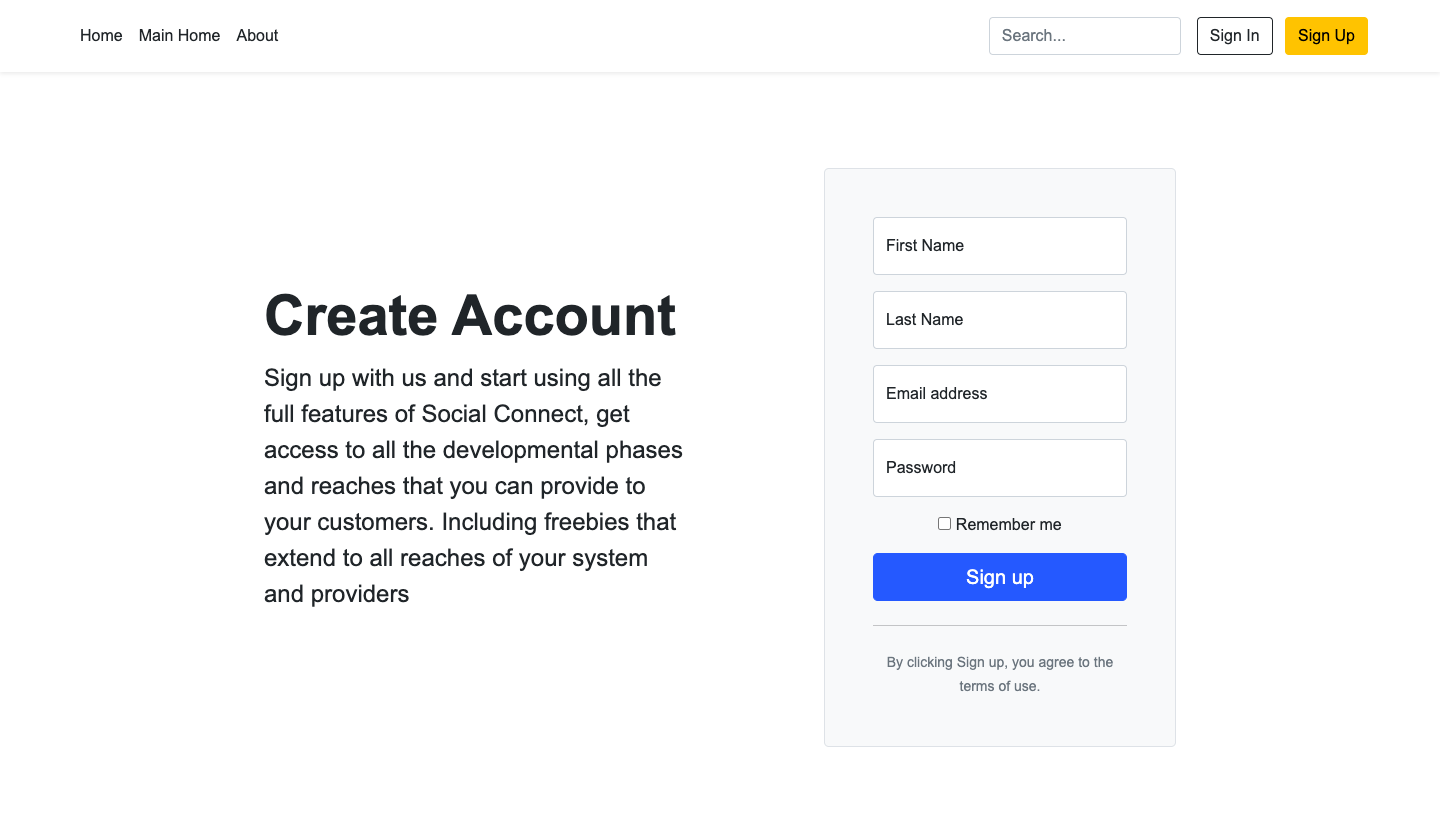 Home Main Home About Search... Sign In Sign Up
Create Account
Sign up with us and start using all the
full features of Social Connect, get
access to all the developmental phases
and reaches that you can provide to
your customers. Including freebies that
extend to all reaches of your system
and providers
First Name
Last Name
Email address
Password
Remember me
Sign up
By clicking Sign up, you agree to the
terms of use.